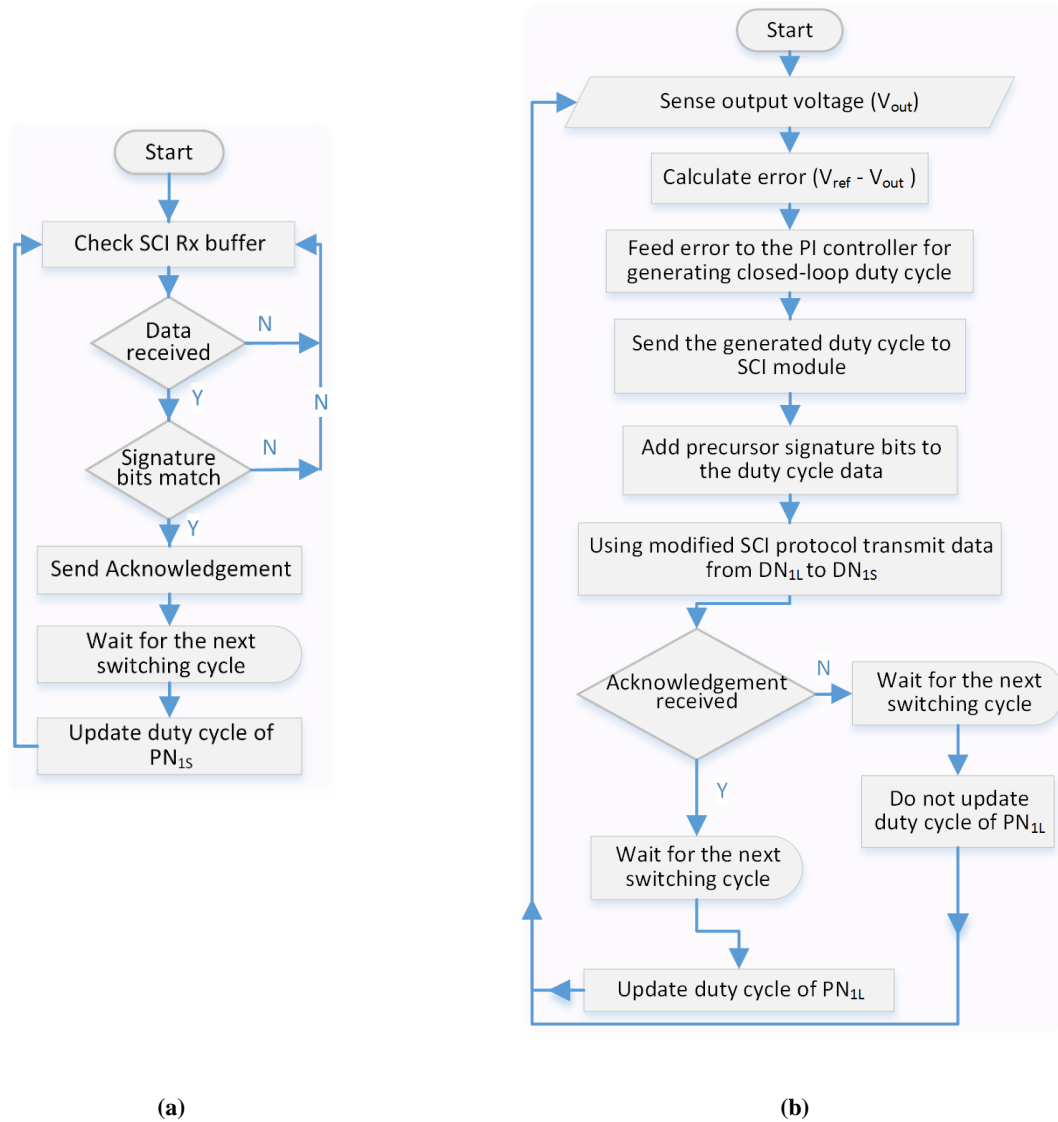 Start
Check SCI Rx buffer
Data
received
N
Y
N
Signature
bits match
N
Y
Send Acknowledgement
Wait for the next
switching cycle
Update duty cycle of
PN1S
(a)
Start
Sense output voltage (Vout)
Calculate error (Vref - Vout )
Feed error to the PI controller for
generating closed-loop duty cycle
Send the generated duty cycle to
SCI module
Add precursor signature bits to
the duty cycle data
Using modified SCI protocol transmit data
from DN1L to DN1S
Acknowledgement
received
N
Wait for the next
switching cycle
Do not update
duty cycle of PN1L
Y
Wait for the next
switching cycle
Update duty cycle of PN1L
(b)